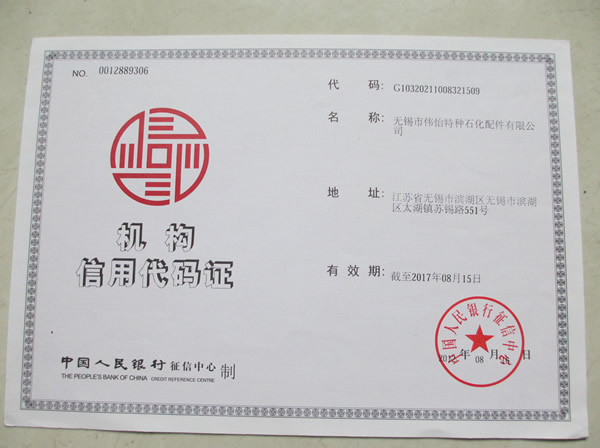 NO. 0012889306
机构
信用代码证
中国人民银行征信中心 制
THE PEOPLE'S BANK OF CHINA CREDIT REFERENCE CENTRE
代 码: G10320211008321509
名 称: 无锡市伟怡特种石化配件有限公
司
地 址: 江苏省无锡市滨湖区无锡市滨湖
区太湖镇苏锡路551号
有 效 期: 截至2017年08月15日
中国人民银行征信中心
年 08 月 日